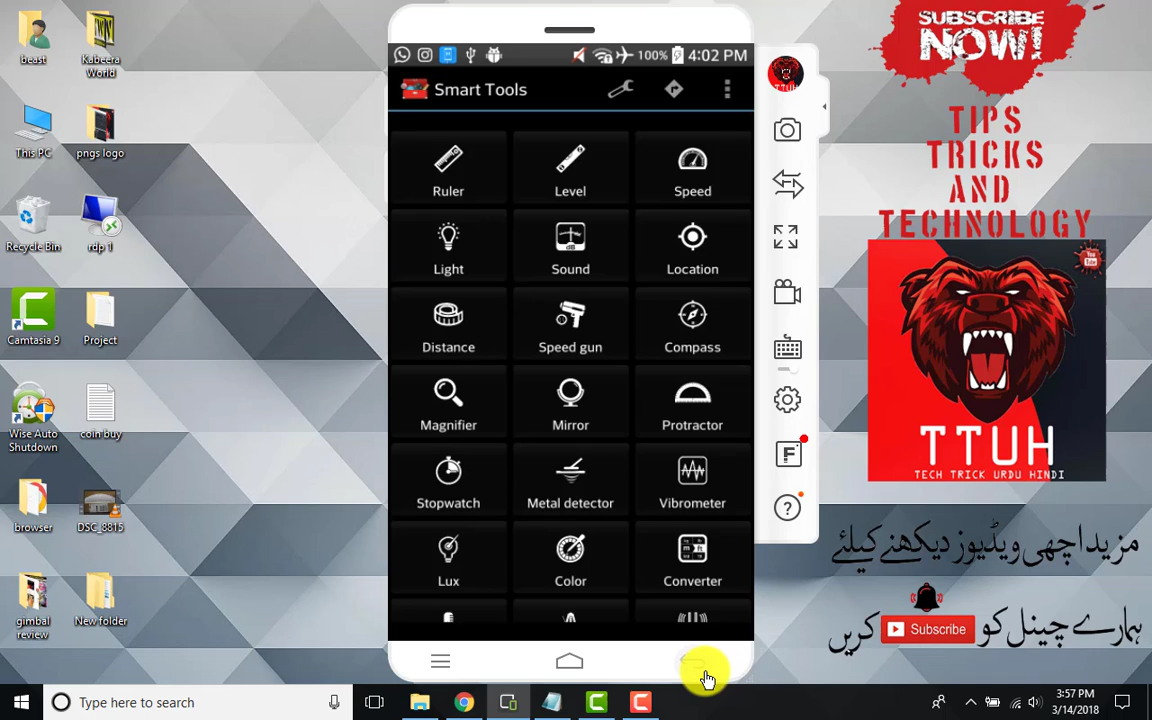 beast
Kabeera World
This PC
pngs logo
Recycle Bin
rdp 1
Camtasia 9
Project
Wise Auto Shutdown
coin buy
browser
DSC_8815
gimbal review
New folder
100% 4:02 PM
Smart Tools
Ruler Level Speed
Light Sound Location
Distance Speed gun Compass
Magnifier Mirror Protractor
Stopwatch Metal detector Vibrometer
Lux Color Converter
TTUH
F
?
SUBSCRIBE
NOW!
TIPS
TRICKS
AND
TECHNOLOGY
You Tube
TTUH
TECH TRICK URDU HINDI
مزید اچھی ویڈیوز دیکھنے کیلئے
ہمارے چینل کو Subscribe کریں
Type here to search
3:57 PM
3/14/2018